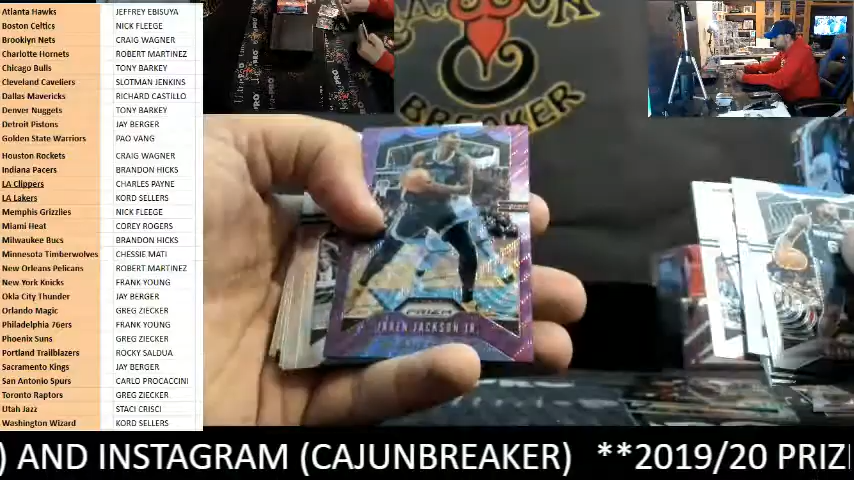 Atlanta Hawks JEFFREY EBISUYA
Boston Celtics NICK FLEEGE
Brooklyn Nets CRAIG WAGNER
Charlotte Hornets ROBERT MARTINEZ
Chicago Bulls TONY BARKEY
Cleveland Cavaliers SLOTMAN JENKINS
Dallas Mavericks RICHARD CASTILLO
Denver Nuggets TONY BARKEY
Detroit Pistons JAY BERGER
Golden State Warriors PAO VANG
Houston Rockets CRAIG WAGNER
Indiana Pacers BRANDON HICKS
LA Clippers CHARLES PAYNE
LA Lakers KORD SELLERS
Memphis Grizzlies NICK FLEEGE
Miami Heat COREY ROGERS
Milwaukee Bucs BRANDON HICKS
Minnesota Timberwolves CHESSIE MATI
New Orleans Pelicans ROBERT MARTINEZ
New York Knicks FRANK YOUNG
Okla City Thunder JAY BERGER
Orlando Magic GREG ZIECKER
Philadelphia 76ers FRANK YOUNG
Phoenix Suns GREG ZIECKER
Portland Trailblazers ROCKY SALDUA
Sacramento Kings JAY BERGER
San Antonio Spurs CARLO PROCACCINI
Toronto Raptors GREG ZIECKER
Utah Jazz STACI CRISCI
Washington Wizard KORD SELLERS
BREAKER
PRIZM
JAREN JACKSON JR.
) AND INSTAGRAM (CAJUNBREAKER) **2019/20 PRIZ